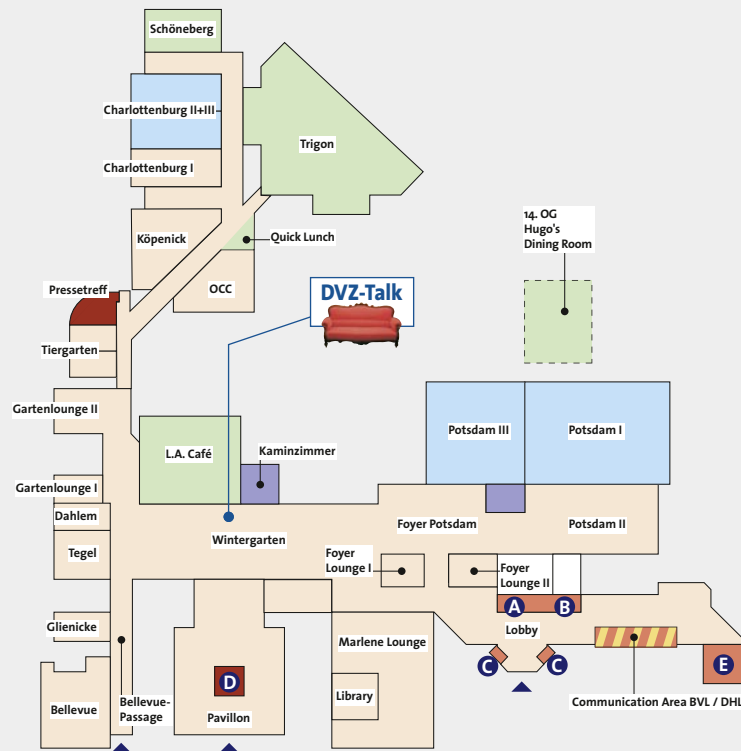 Schöneberg
Charlottenburg II+III
Trigon
Charlottenburg I
14. OG
Hugo's
Dining Room
Köpenick
Quick Lunch
OCC
Pressetreff
DVZ-Talk
Tiergarten
Gartenlounge II
Potsdam III
Potsdam I
L.A. Café
Kaminzimmer
Gartenlounge I
Dahlem
Foyer Potsdam
Potsdam II
Wintergarten
Tegel
Foyer
Lounge I
Foyer
Lounge II
A
B
Glienicke
Lobby
Marlene Lounge
C
C
E
D
Library
Bellevue-
Passage
Bellevue
Pavillon
Communication Area BVL / DHL